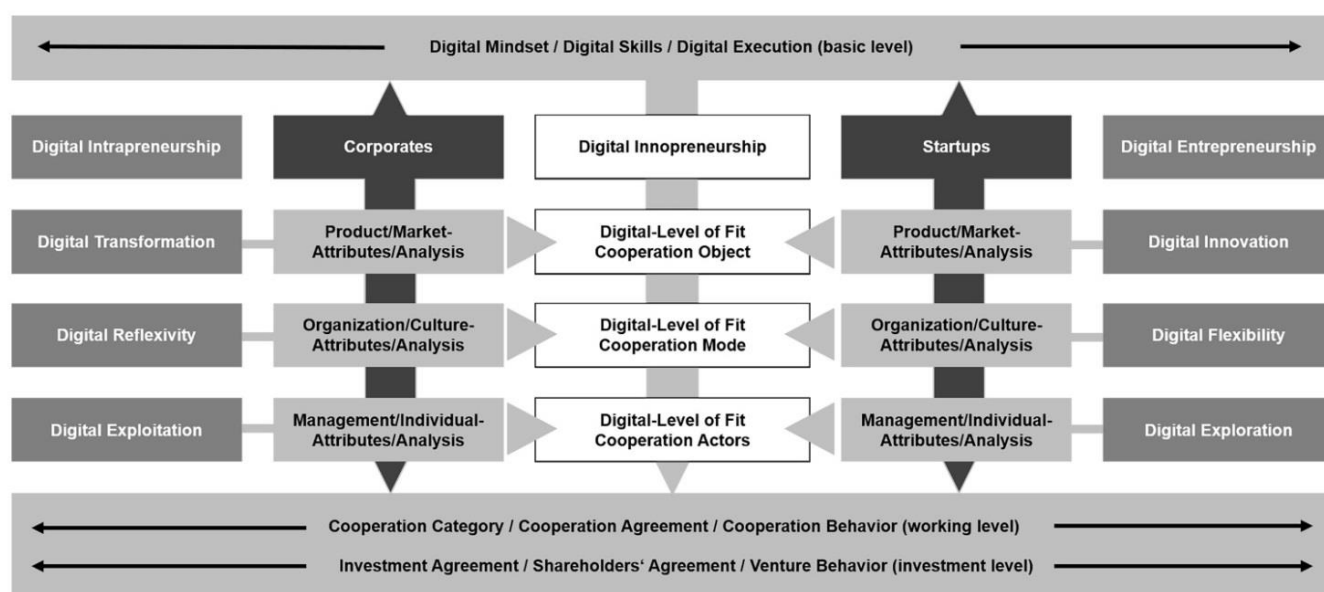 Digital Mindset / Digital Skills / Digital Execution (basic level)
Digital Intrapreneurship
Corporates
Digital Innopreneurship
Startups
Digital Entrepreneurship
Digital Transformation
Product/Market-
Attributes/Analysis
Digital-Level of Fit
Cooperation Object
Product/Market-
Attributes/Analysis
Digital Innovation
Digital Reflexivity
Organization/Culture-
Attributes/Analysis
Digital-Level of Fit
Cooperation Mode
Organization/Culture-
Attributes/Analysis
Digital Flexibility
Digital Exploitation
Management/Individual-
Attributes/Analysis
Digital-Level of Fit
Cooperation Actors
Management/Individual-
Attributes/Analysis
Digital Exploration
Cooperation Category / Cooperation Agreement / Cooperation Behavior (working level)
Investment Agreement / Shareholders‘ Agreement / Venture Behavior (investment level)